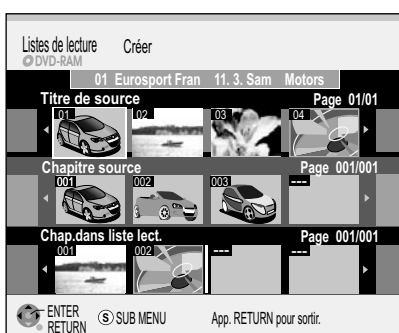 Listes de lecture Créer
DVD-RAM
01 Eurosport Fran 11. 3. Sam Motors
Titre de source Page 01/01
01 02 03 04
Chapitre source Page 001/001
001 002 003 ---
Chap.dans liste lect. Page 001/001
001 002 --- ---
ENTER
RETURN
S SUB MENU App. RETURN pour sortir.